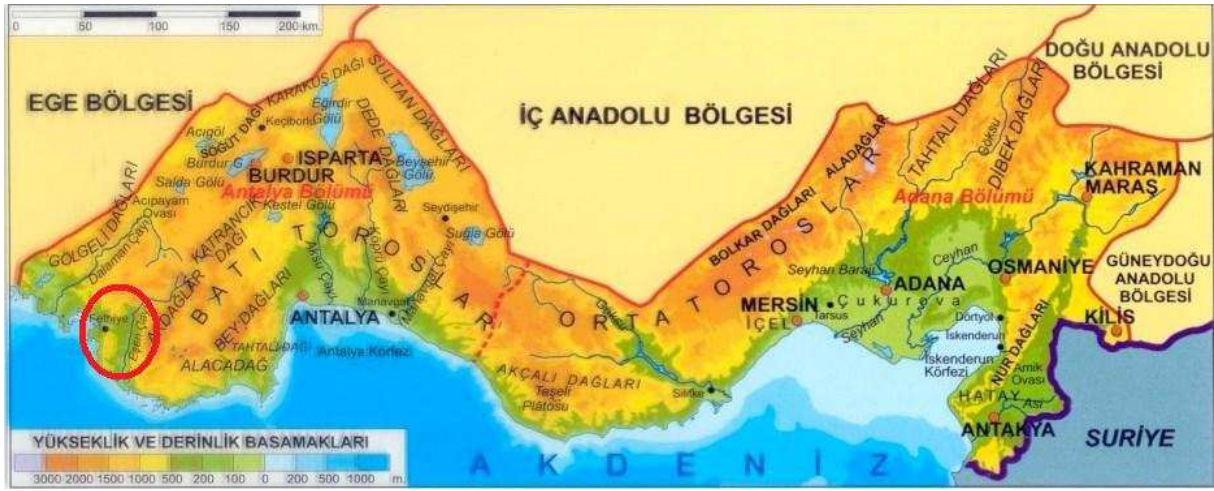 0 50 100 150 200 km.
EGE BÖLGESİ
İÇ ANADOLU BÖLGESİ
DOĞU ANADOLU
BÖLGESİ
GÜNEYDOĞU
ANADOLU
BÖLGESİ
KARAKUŞ DAĞI
SULTAN DAĞLARI
Eğirdir
Gölü
Keçiborlu
SÖĞÜT DAĞI
Acıgöl
Burdur G.
ISPARTA
BURDUR
Antalya Bölümü
DEDE DAĞLARI
Beyşehir
Gölü
Salda Gölü
Kestel Gölü
Acıpayam
Ovası
GÖLGELİ DAĞLARI
Dalaman Çayı
KATRANCIK
DAĞI
Seydişehir
Suğla Gölü
BATI TOROSLAR
Aksu Çayı
Köprü Çayı
Manavgat Çayı
Manavgat
Fethiye
Eşen Çayı
AKDAĞLAR
BEY DAĞLARI
ANTALYA
TAHTALI DAĞI
Antalya Körfezi
ALACADAĞ
ORTA TOROSLAR
Göksu
AKÇALI DAĞLARI
Taşeli
Plâtosu
Silifke
BOLKAR DAĞLARI
ALADAĞLAR
TAHTALI DAĞLARI
Göksu
DİBEK DAĞLARI
Adana Bölümü
KAHRAMAN
MARAŞ
Seyhan Barajı
Ceyhan
OSMANİYE
ADANA
MERSİN
İÇEL
Tarsus
Çukurova
Seyhan
Dörtyol
İskenderun
İskenderun
Körfezi
NUR DAĞLARI
KİLİS
Amik
Ovası
HATAY
Asi
ANTAKYA
SURİYE
AKDENİZ
YÜKSEKLİK VE DERİNLİK BASAMAKLARI
3000 2000 1500 1000 500 200 100 0 200 500 1000 m.